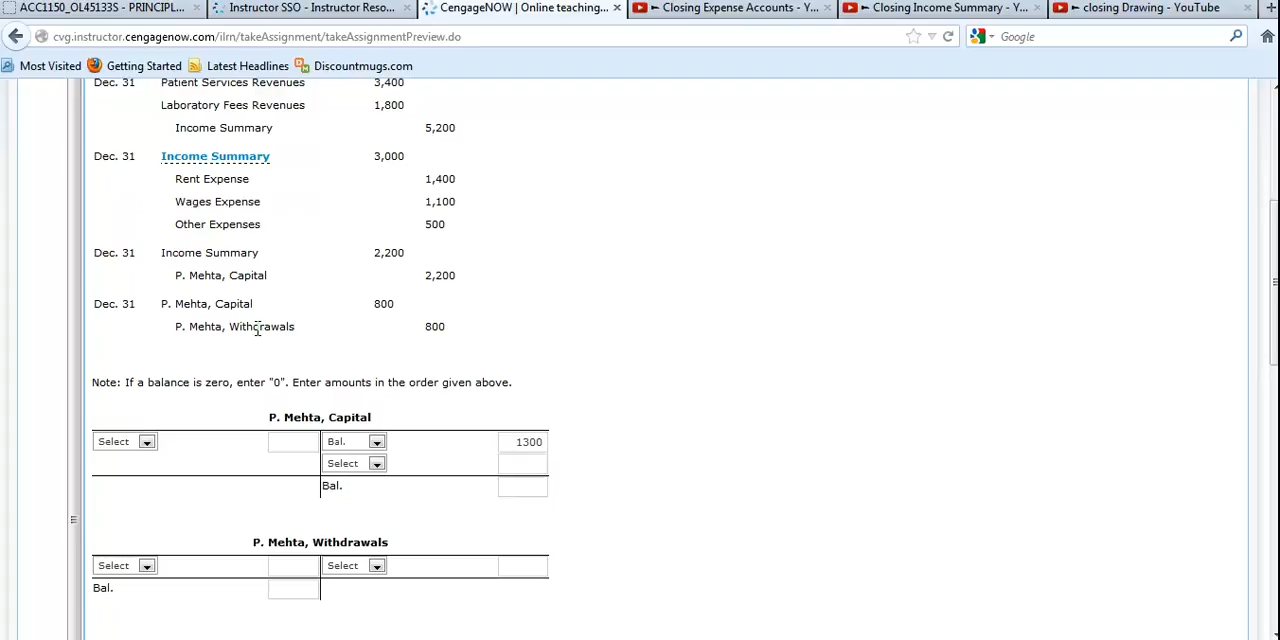 ACC1150_OL45133S - PRINCIPL... × Instructor SSO - Instructor Reso... × CengageNOW | Online teaching... × ► Closing Expense Accounts - Y... × ► Closing Income Summary - Y... × ► closing Drawing - YouTube ×
cvg.instructor.cengagenow.com/ilrn/takeAssignment/takeAssignmentPreview.do Google
Most Visited Getting Started Latest Headlines Discountmugs.com
Dec. 31 Patient Services Revenues 3,400
Laboratory Fees Revenues 1,800
Income Summary 5,200
Dec. 31 Income Summary 3,000
Rent Expense 1,400
Wages Expense 1,100
Other Expenses 500
Dec. 31 Income Summary 2,200
P. Mehta, Capital 2,200
Dec. 31 P. Mehta, Capital 800
P. Mehta, Withdrawals 800
Note: If a balance is zero, enter "0". Enter amounts in the order given above.
P. Mehta, Capital
Select Bal. 1300
Select
Bal.
P. Mehta, Withdrawals
Select Select
Bal.